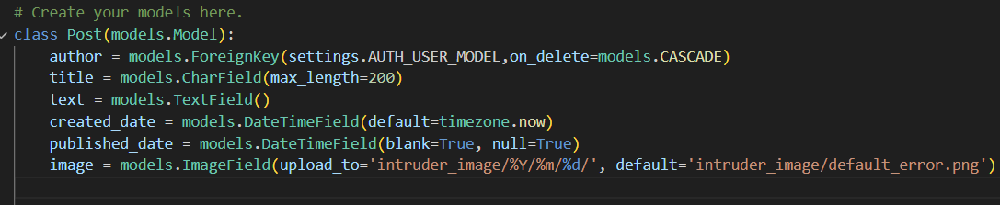 # Create your models here.
class Post(models.Model):
    author = models.ForeignKey(settings.AUTH_USER_MODEL,on_delete=models.CASCADE)
    title = models.CharField(max_length=200)
    text = models.TextField()
    created_date = models.DateTimeField(default=timezone.now)
    published_date = models.DateTimeField(blank=True, null=True)
    image = models.ImageField(upload_to='intruder_image/%Y/%m/%d/', default='intruder_image/default_error.png')